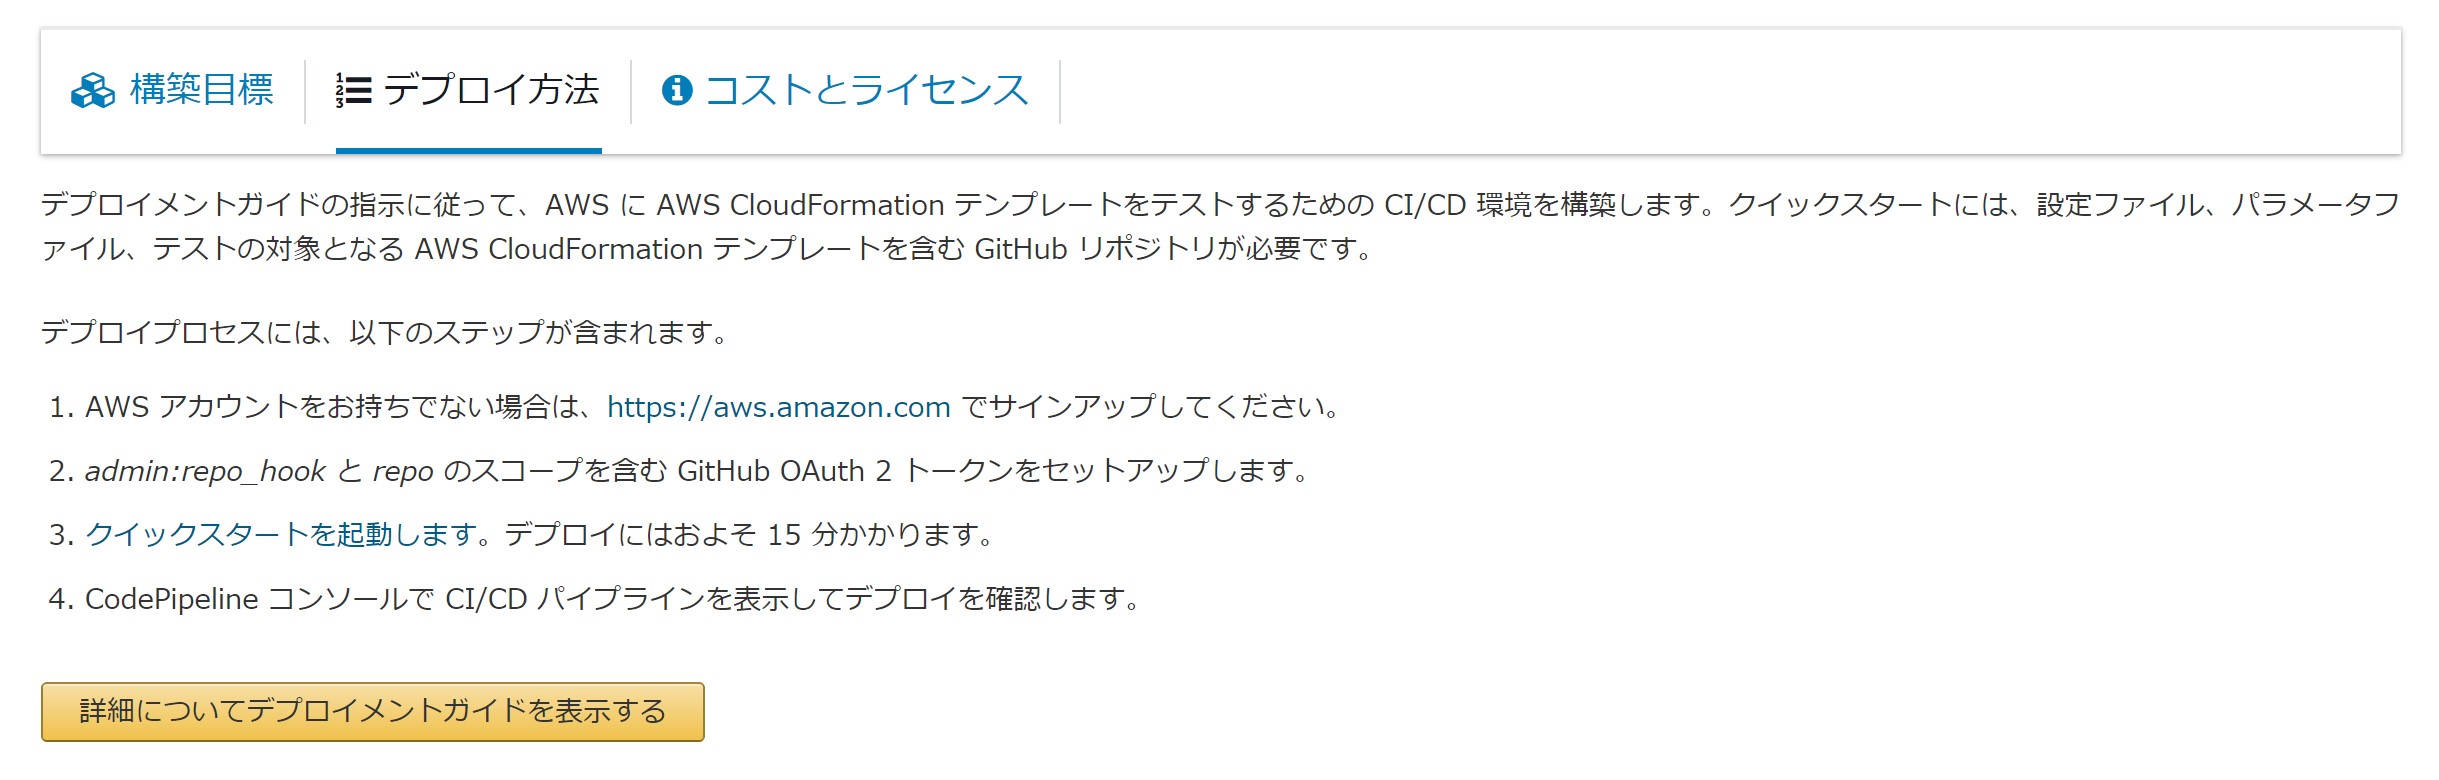 構築目標
デプロイ方法
コストとライセンス
デプロイメントガイドの指示に従って、AWS に AWS CloudFormation テンプレートをテストするための CI/CD 環境を構築します。クイックスタートには、設定ファイル、パラメータフ
ァイル、テストの対象となる AWS CloudFormation テンプレートを含む GitHub リポジトリが必要です。
デプロイプロセスには、以下のステップが含まれます。
1. AWS アカウントをお持ちでない場合は、https://aws.amazon.com でサインアップしてください。
2. admin:repo_hook と repo のスコープを含む GitHub OAuth 2 トークンをセットアップします。
3. クイックスタートを起動します。デプロイにはおよそ 15 分かかります。
4. CodePipeline コンソールで CI/CD パイプラインを表示してデプロイを確認します。
詳細についてデプロイメントガイドを表示する